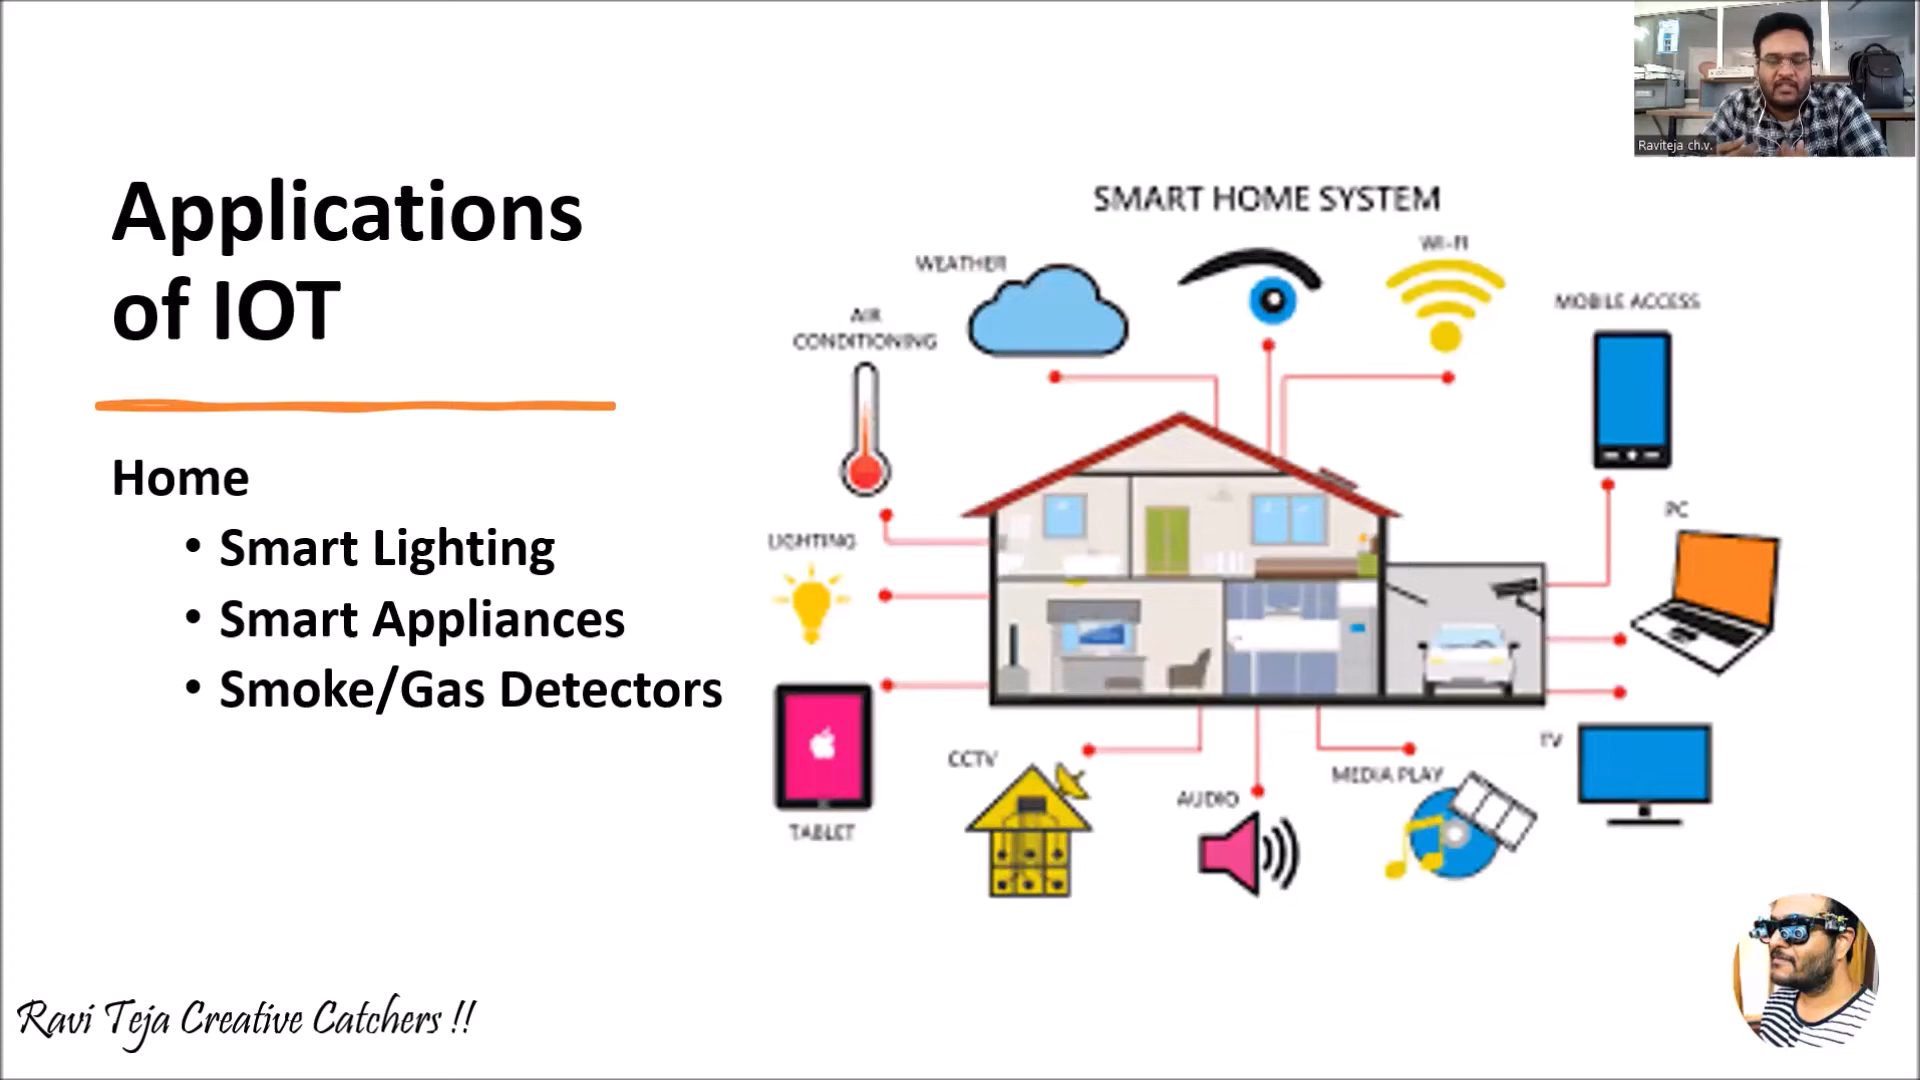 Raviteja ch.v.
Applications
of IOT
Home
• Smart Lighting
• Smart Appliances
• Smoke/Gas Detectors
SMART HOME SYSTEM
WI-FI
WEATHER
MOBILE ACCESS
AIR
CONDITIONING
PC
LIGHTING
TV
CCTV
MEDIA PLAY
AUDIO
TABLET
Ravi Teja Creative Catchers !!